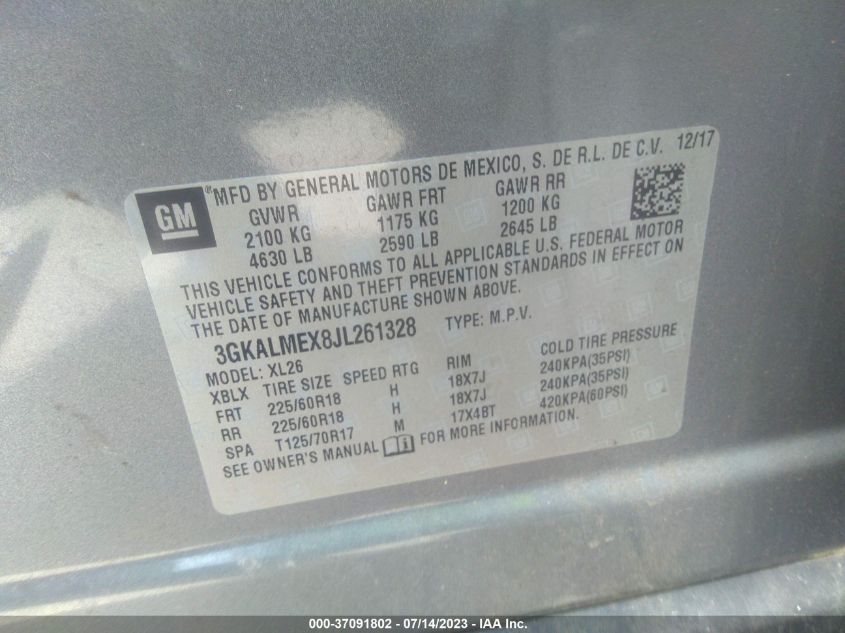 GM
®MFD BY GENERAL MOTORS DE MEXICO, S. DE R.L. DE C.V. 12/17
GVWR GAWR FRT GAWR RR
2100 KG 1175 KG 1200 KG
4630 LB 2590 LB 2645 LB
THIS VEHICLE CONFORMS TO ALL APPLICABLE U.S. FEDERAL MOTOR
VEHICLE SAFETY AND THEFT PREVENTION STANDARDS IN EFFECT ON
THE DATE OF MANUFACTURE SHOWN ABOVE.
3GKALMEX8JL261328 TYPE: M.P.V.
MODEL: XL26
XBLX TIRE SIZE SPEED RTG RIM COLD TIRE PRESSURE
FRT 225/60R18 H 18X7J 240KPA(35PSI)
RR 225/60R18 H 18X7J 240KPA(35PSI)
SPA T125/70R17 M 17X4BT 420KPA(60PSI)
SEE OWNER'S MANUAL FOR MORE INFORMATION.
000-37091802 - 07/14/2023 - IAA Inc.